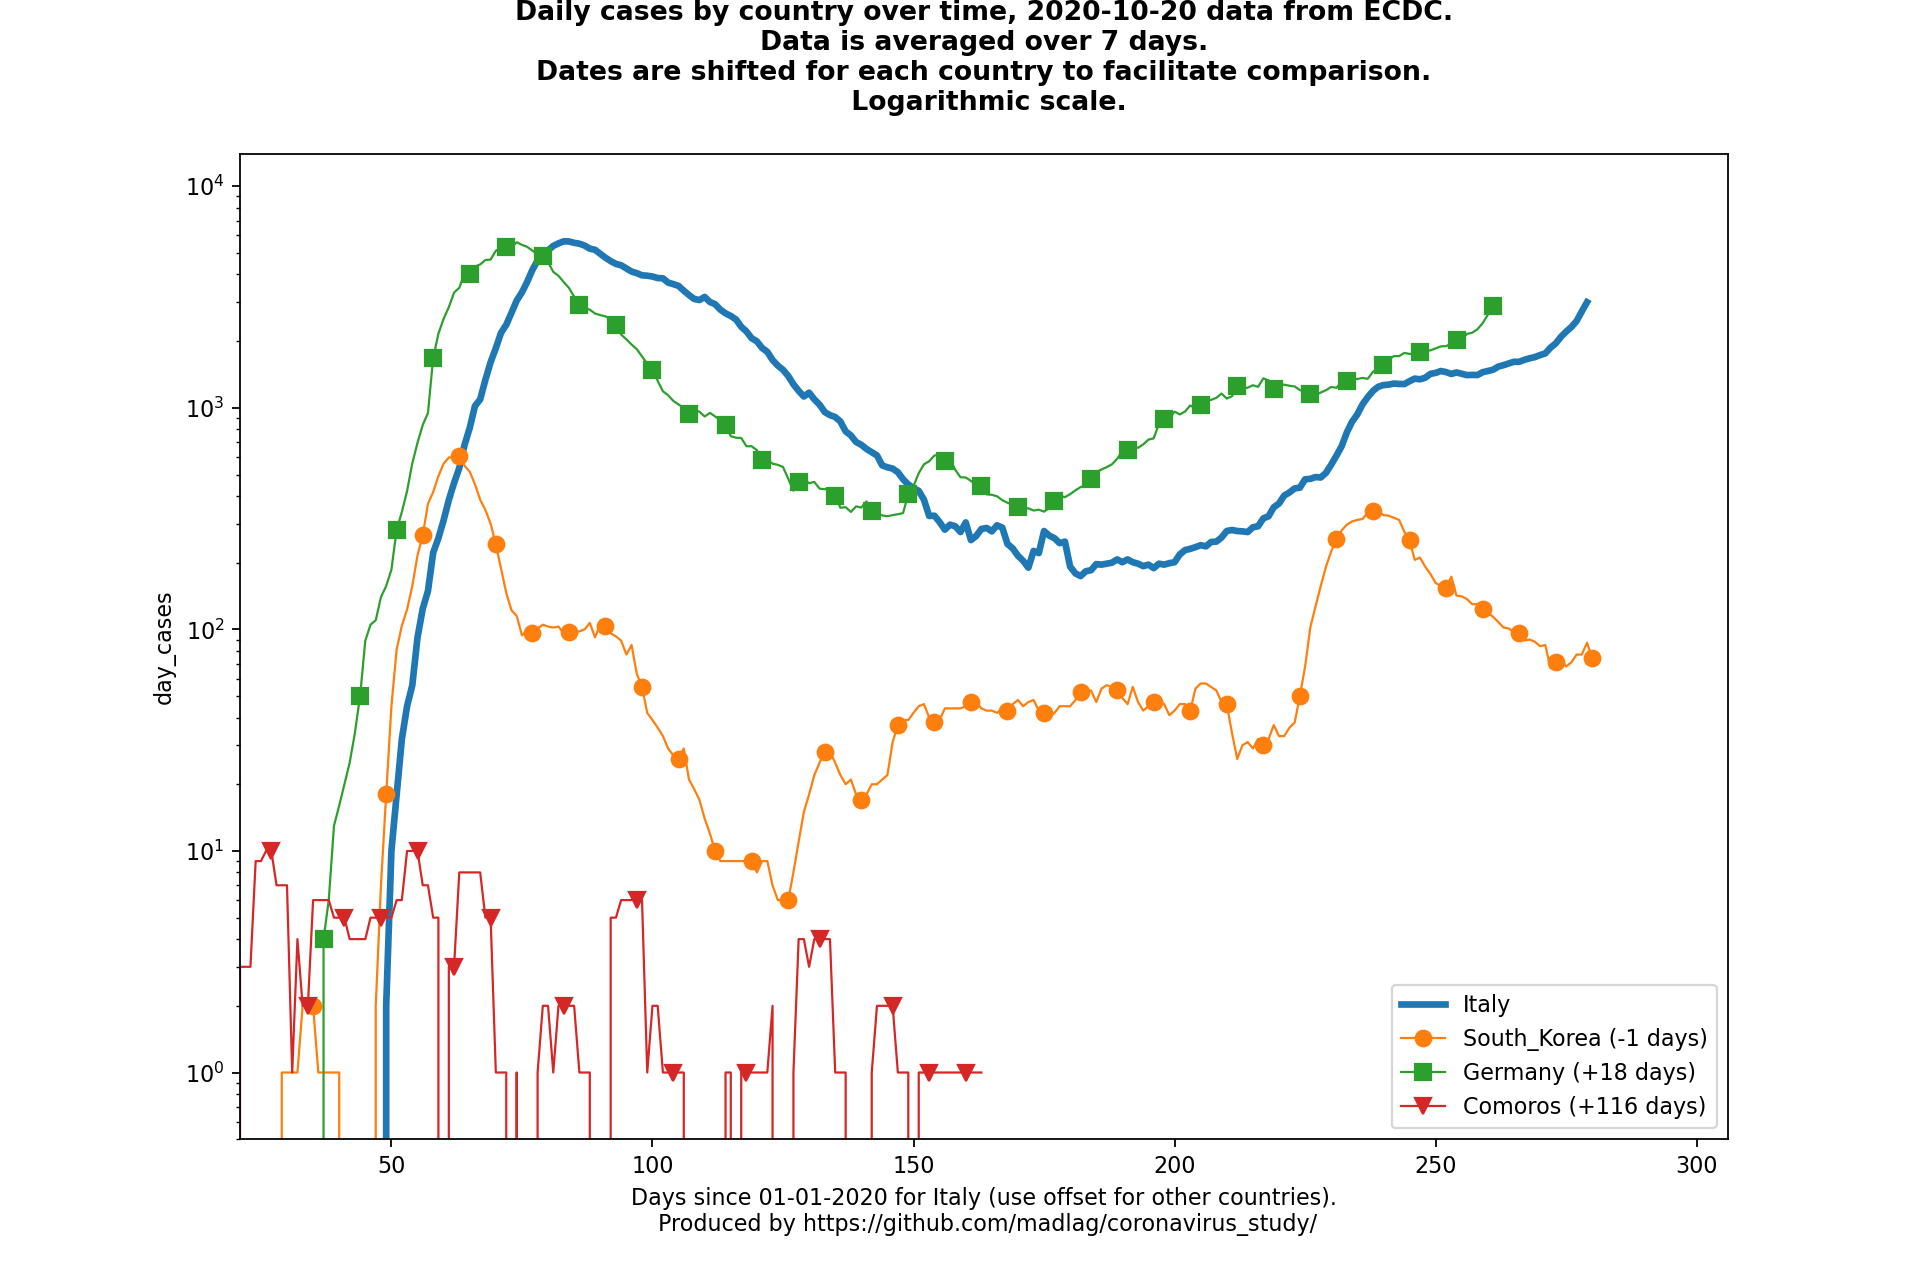 Daily cases by country over time, 2020-10-20 data from ECDC.
Data is averaged over 7 days.
Dates are shifted for each country to facilitate comparison.
Logarithmic scale.
10^4
10^3
10^2
10^1
10^0
day_cases
50
100
150
200
250
300
Italy
South_Korea (-1 days)
Germany (+18 days)
Comoros (+116 days)
Days since 01-01-2020 for Italy (use offset for other countries).
Produced by https://github.com/madlag/coronavirus_study/